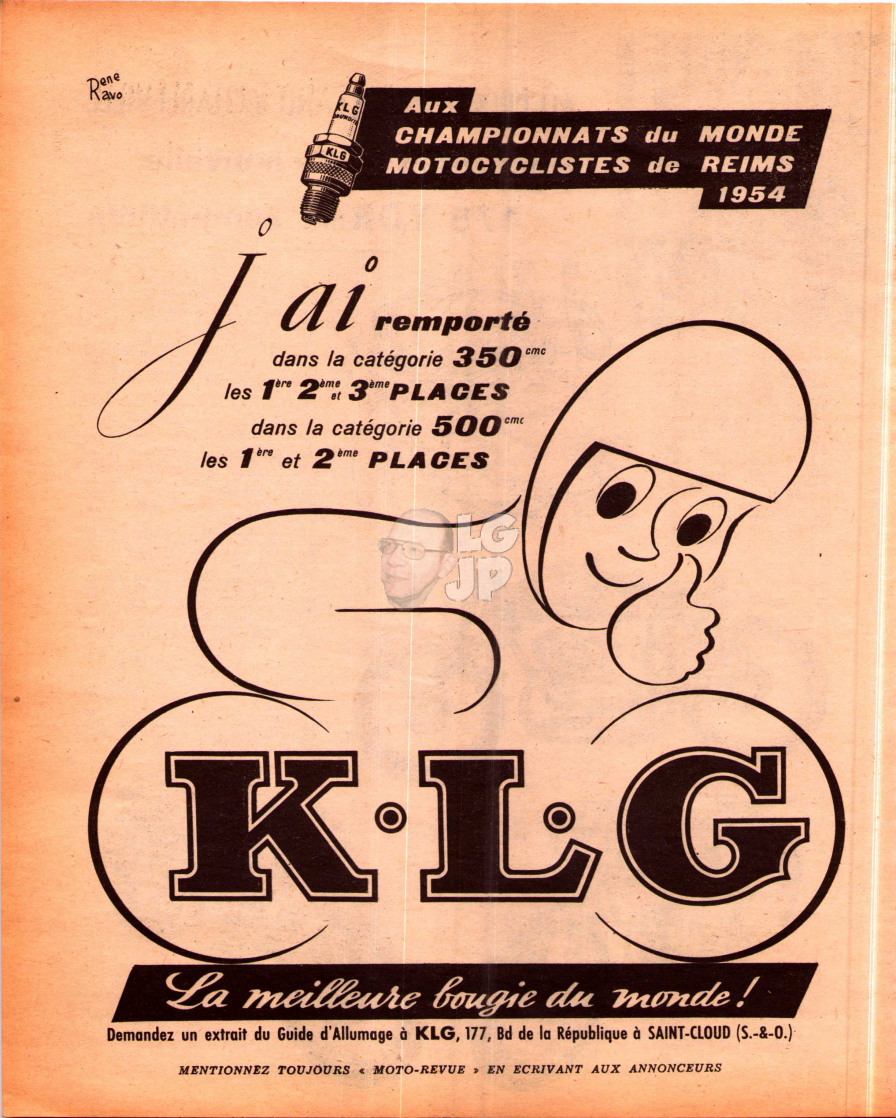 Rene
Ravo
KLG
KLG
Aux
CHAMPIONNATS du MONDE
MOTOCYCLISTES de REIMS
1954
j'ai remporté
dans la catégorie 350 cmc
les 1ère 2ème et 3ème PLACES
dans la catégorie 500 cmc
les 1ère et 2ème PLACES
LG
JP
K·L·G
La meilleure bougie du monde!
Demandez un extrait du Guide d'Allumage à KLG, 177, Bd de la République à SAINT-CLOUD (S.-&-O.)
MENTIONNEZ TOUJOURS « MOTO-REVUE » EN ECRIVANT AUX ANNONCEURS